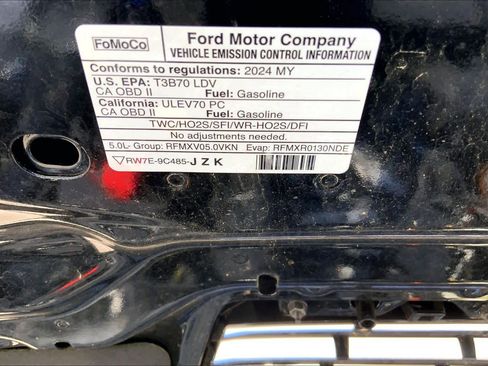 FoMoCo
Ford Motor Company
VEHICLE EMISSION CONTROL INFORMATION
Conforms to regulations: 2024 MY
U.S. EPA: T3B70 LDV
CA OBD II Fuel: Gasoline
California: ULEV70 PC
CA OBD II Fuel: Gasoline
TWC/HO2S/SFI/WR-HO2S/DFI
No adjustments needed.
5.0L- Group: RFMXV05.0VKN Evap: RFMXR0130NDE
RW7E-9C485-JZK